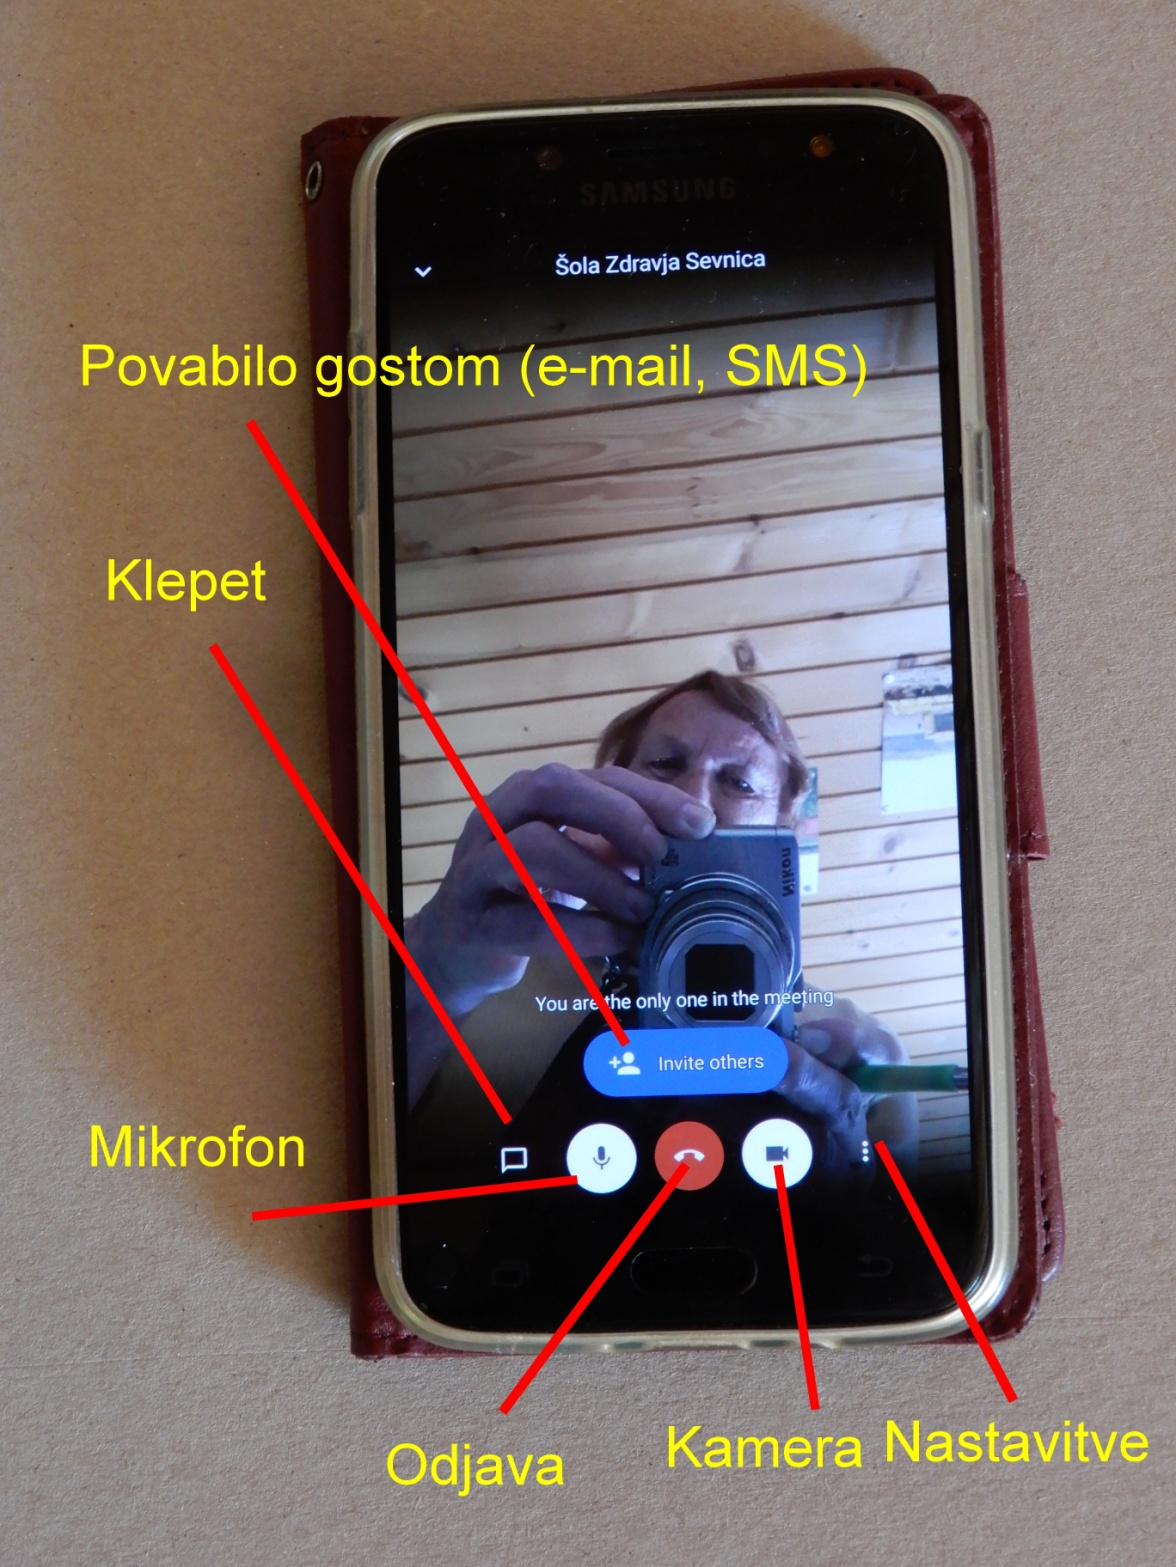 SAMSUNG
Šola Zdravja Sevnica
Povabilo gostom (e-mail, SMS)
Klepet
Nikon
You are the only one in the meeting
Invite others
Mikrofon
Odjava
Kamera
Nastavitve